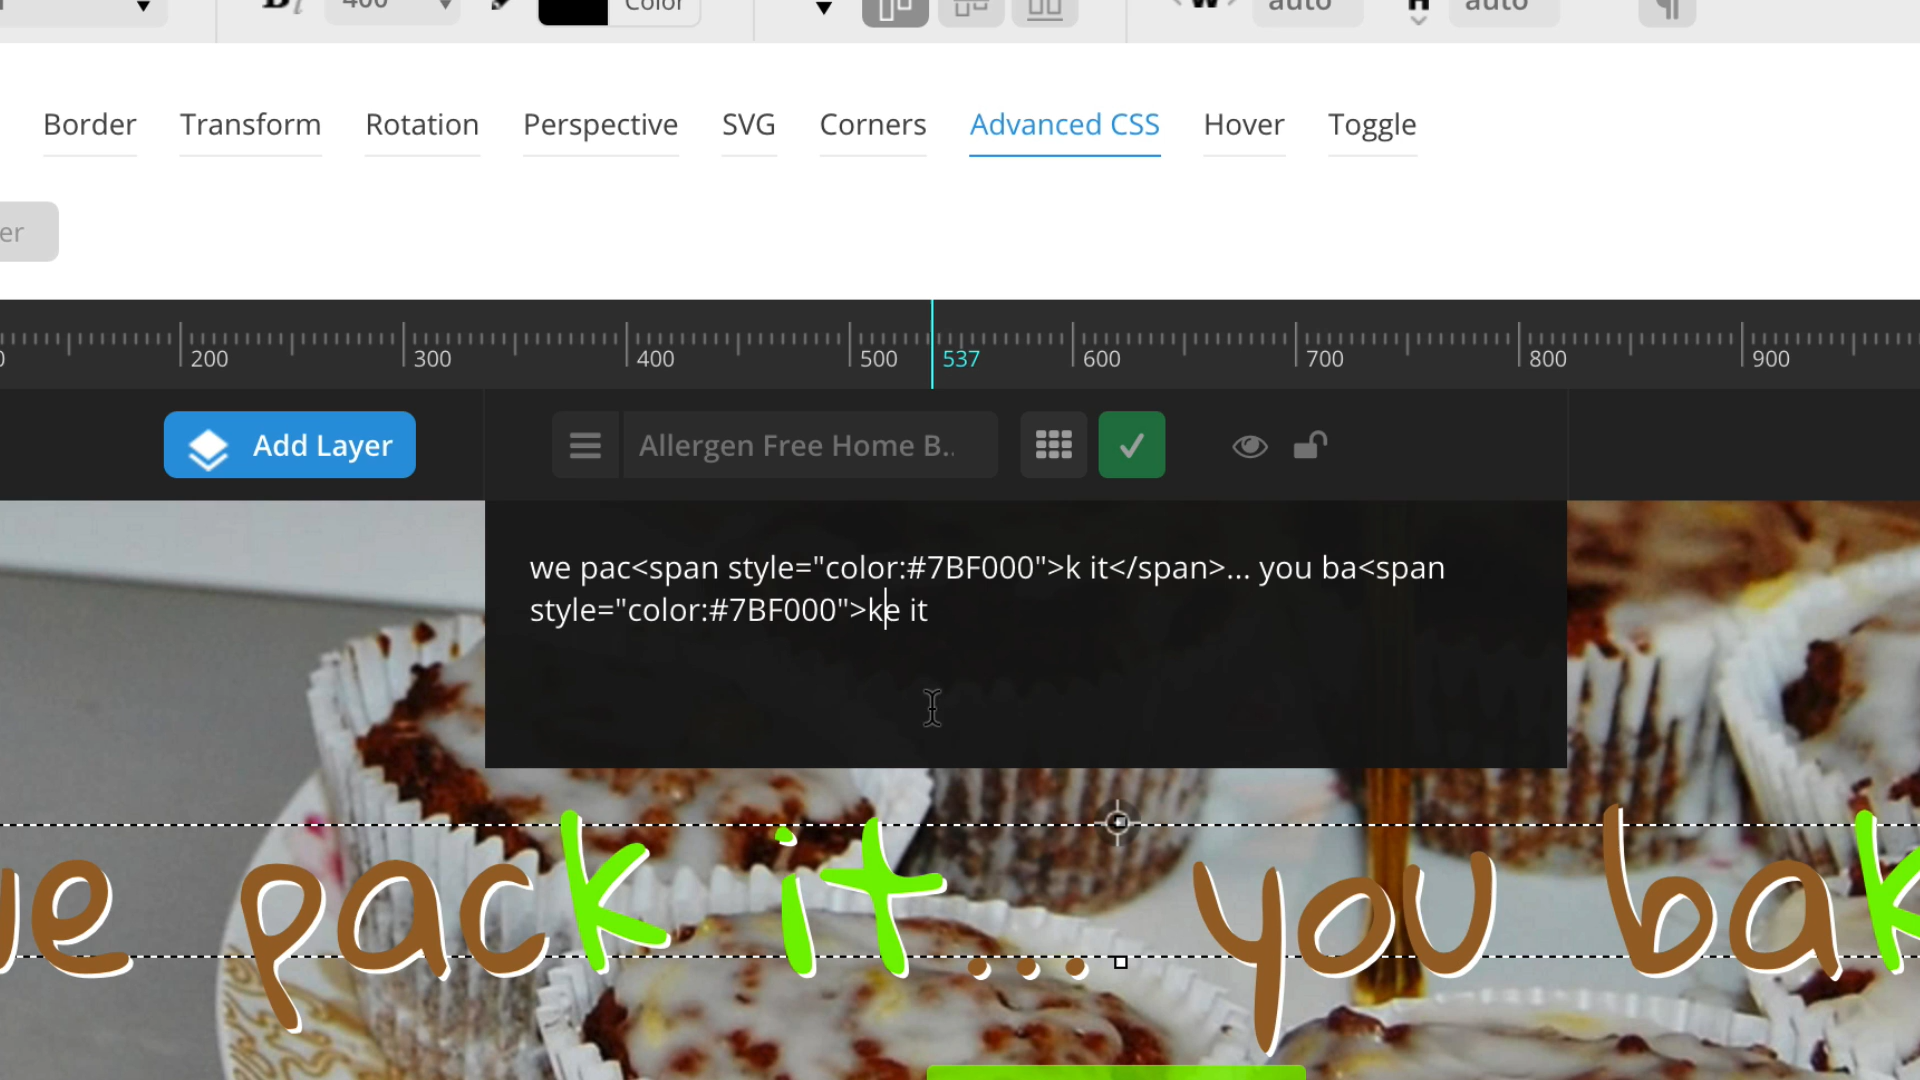 400
Color
auto
auto
Border Transform Rotation Perspective SVG Corners Advanced CSS Hover Toggle
er
200 300 400 500 537 600 700 800 900
Add Layer
Allergen Free Home B..
we pac<span style="color:#7BF000">k it</span>... you ba<span
style="color:#7BF000">ke it
we pack it... you bak